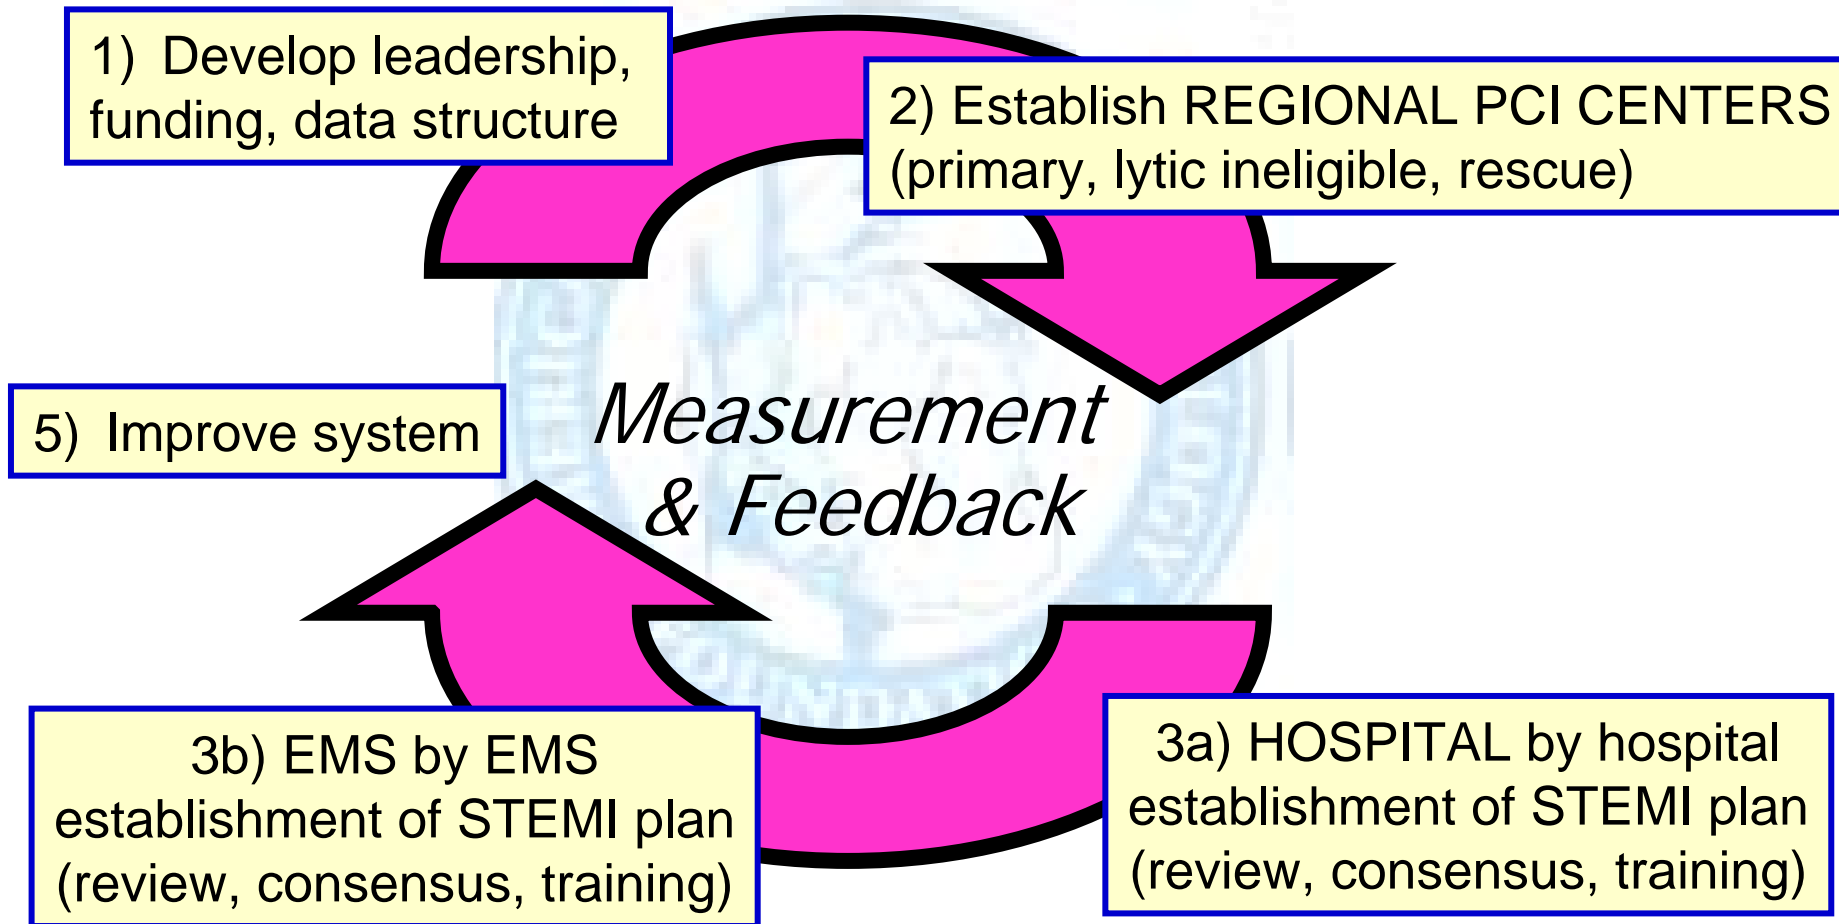 1) Develop leadership,
funding, data structure
2) Establish REGIONAL PCI CENTERS
(primary, lytic ineligible, rescue)
5) Improve system
Measurement
& Feedback
3b) EMS by EMS
establishment of STEMI plan
(review, consensus, training)
3a) HOSPITAL by hospital
establishment of STEMI plan
(review, consensus, training)